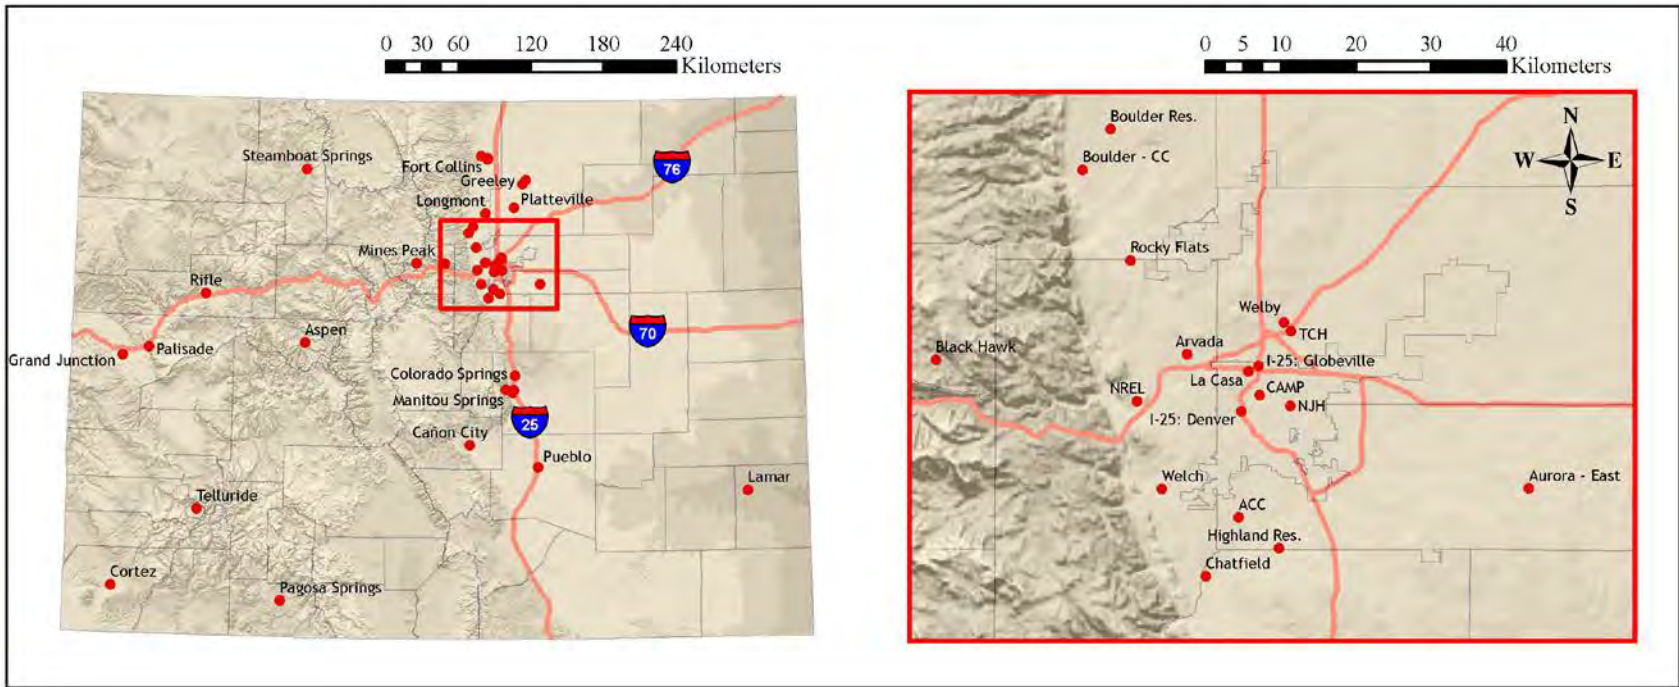 0 30 60 120 180 240
Kilometers
Steamboat Springs
Fort Collins
Greeley
Platteville
Longmont
76
Mines Peak
Rifle
Aspen
70
Grand Junction
Palisade
Colorado Springs
Manitou Springs
25
Cañon City
Pueblo
Lamar
Telluride
Cortez
Pagosa Springs
0 5 10 20 30 40
Kilometers
N
W E
S
Boulder Res.
Boulder - CC
Rocky Flats
Welby
TCH
Arvada
I-25: Globeville
Black Hawk
La Casa
NREL
CAMP
NJH
I-25: Denver
Welch
Aurora - East
ACC
Highland Res.
Chatfield